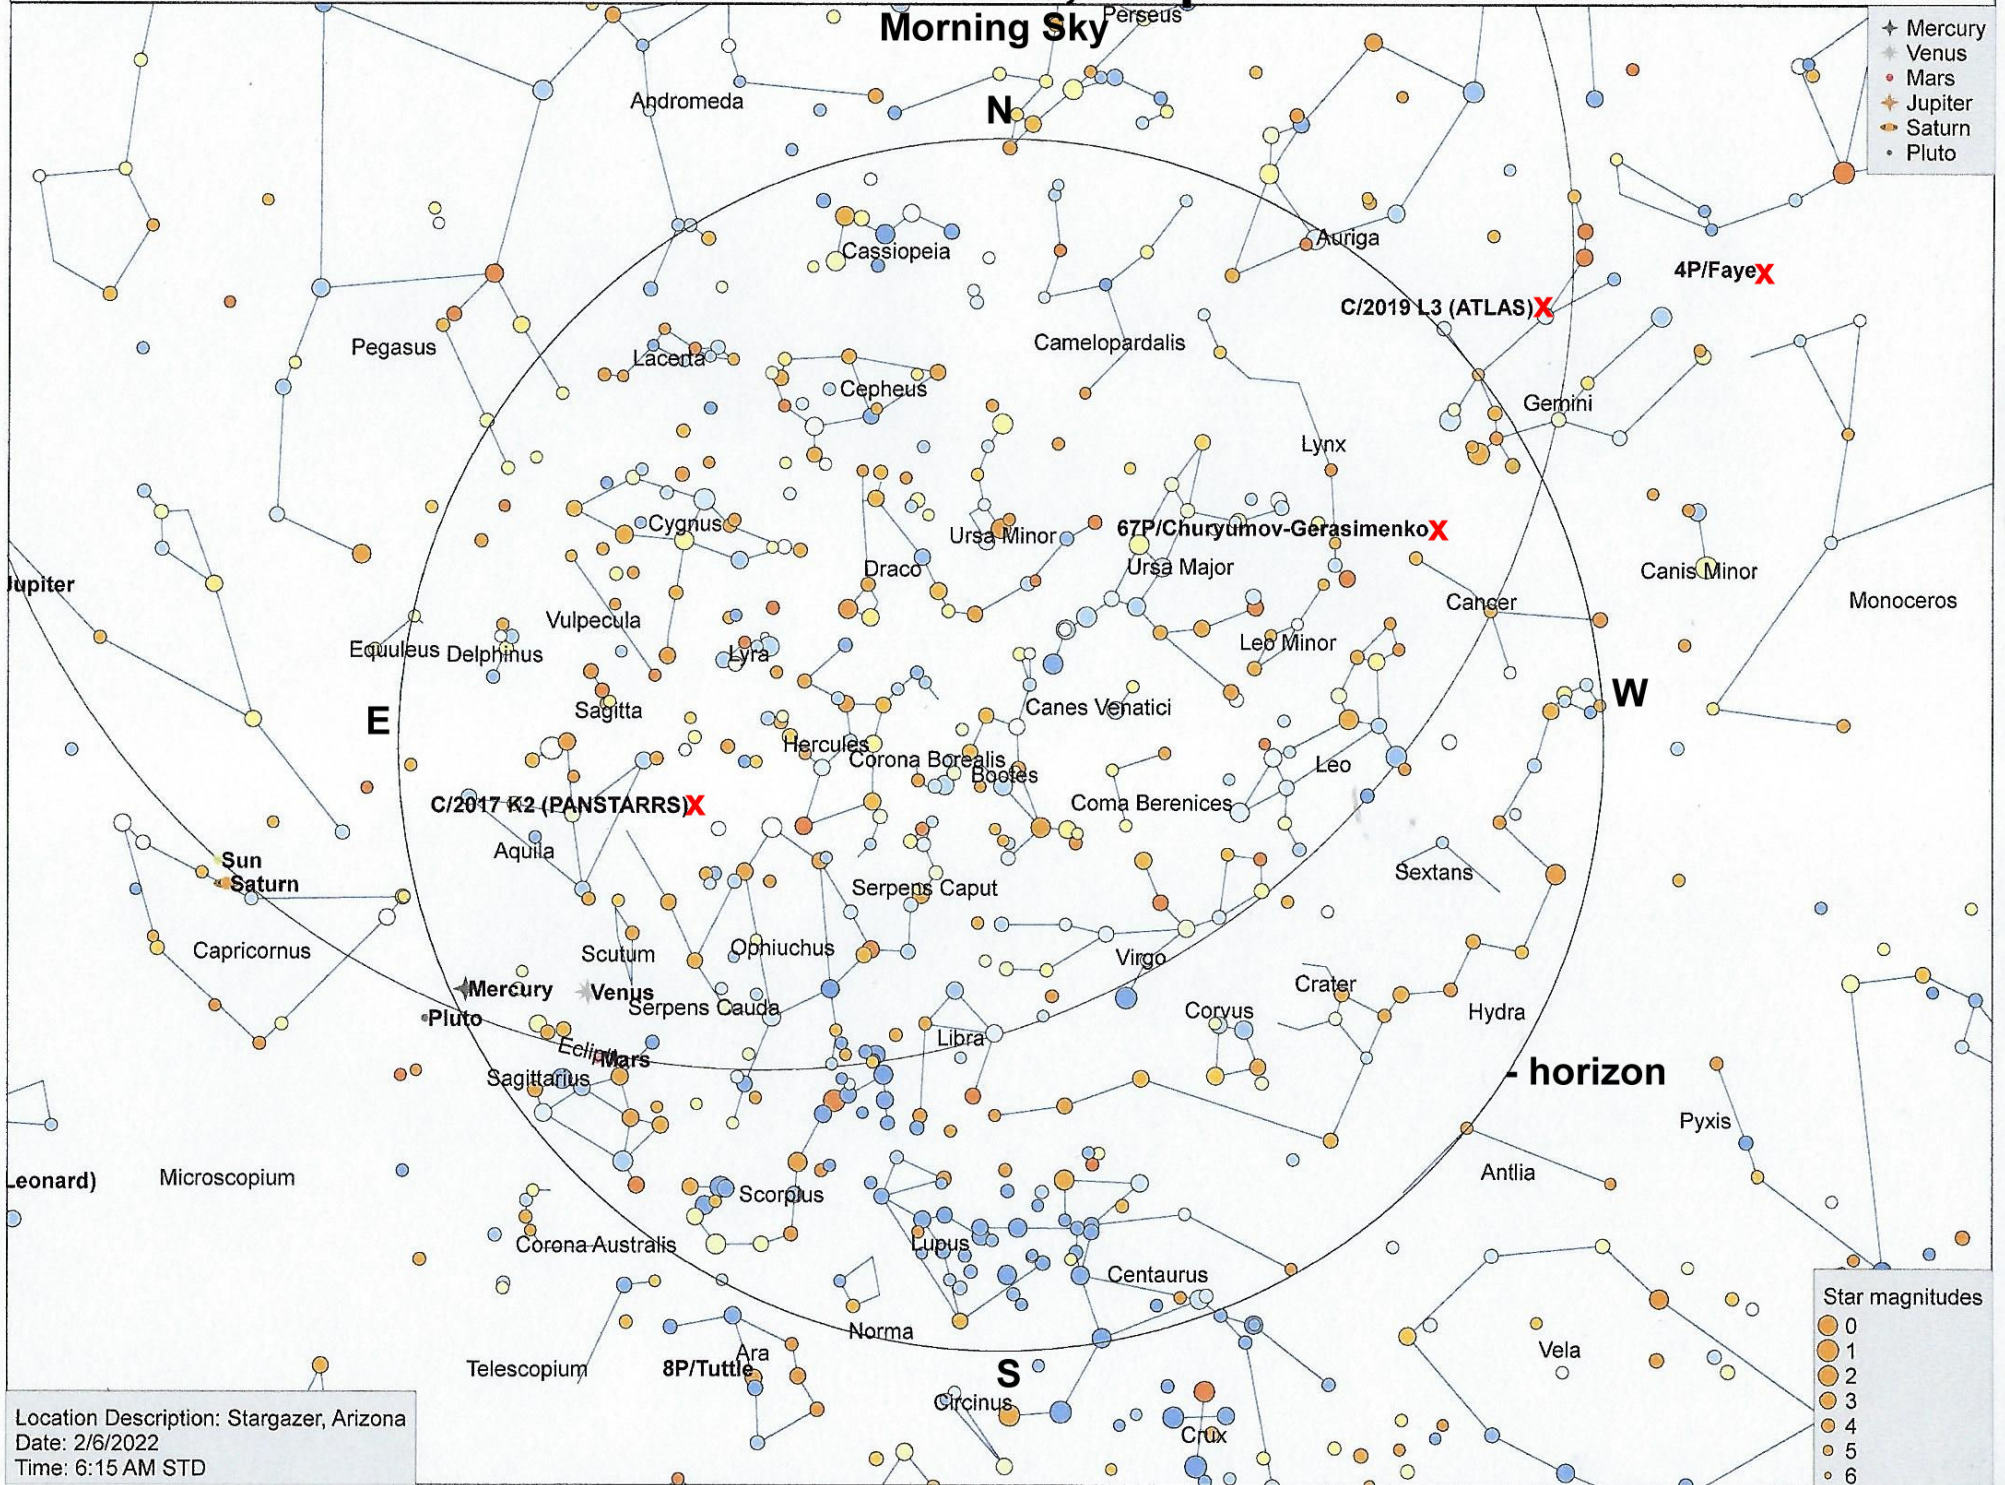 Morning Sky
Perseus
Mercury
Venus
Mars
Jupiter
Saturn
Pluto
Andromeda
N
Cassiopeia
Auriga
4P/Faye X
C/2019 L3 (ATLAS) X
Pegasus
Lacerta
Camelopardalis
Cepheus
Gemini
Lynx
Cygnus
Ursa Minor
67P/Churyumov-Gerasimenko X
Draco
Ursa Major
Canis Minor
Jupiter
Monoceros
Cancer
Vulpecula
Equuleus
Delphinus
Lyra
Leo Minor
W
Sagitta
Canes Venatici
E
Hercules
Corona Borealis
Bootes
Leo
C/2017 K2 (PANSTARRS) X
Coma Berenices
Aquila
Sun
Saturn
Serpens Caput
Sextans
Capricornus
Scutum
Ophiuchus
Virgo
Mercury
Venus
Crater
Serpens Cauda
Pluto
Corvus
Hydra
Libra
Mars
Sagittarius
- horizon
Pyxis
Microscopium
Leonard)
Antlia
Scorpius
Corona Australis
Lupus
Centaurus
Norma
Ara
Telescopium
8P/Tuttle
S
Vela
Circinus
Crux
Star magnitudes
0
1
2
3
4
5
6
Location Description: Stargazer, Arizona
Date: 2/6/2022
Time: 6:15 AM STD